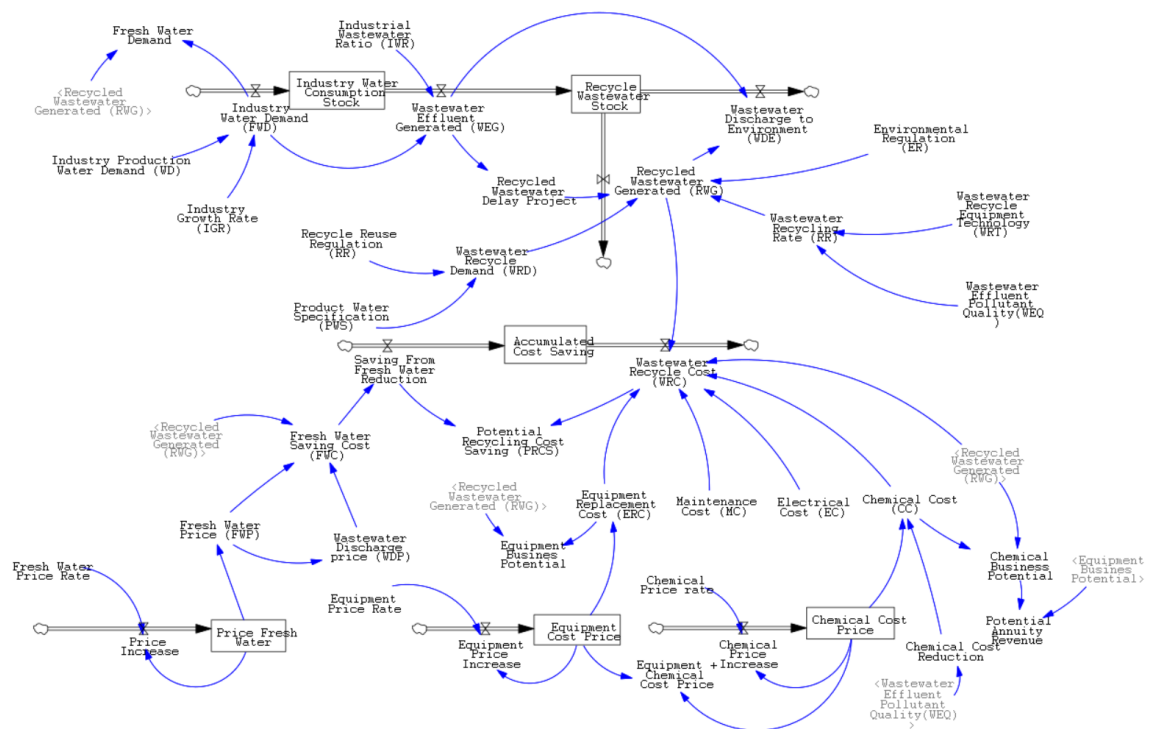 Fresh Water
Demand
Industrial
Wastewater
Ratio (IWR)
<Recycled
Wastewater
Generated (RWG)>
Industry Water
Comsumption
Stock
Recycle
Wastewater
Stock
Industry
Water Demand
(FWD)
Wastewater
Effluent
Generated (WEG)
Wastewater
Discharge to
Environment
(WDE)
Environmental
Regulation
(ER)
Industry Production
Water Demand (WD)
Recycled
Wastewater
Delay Project
Recycled
Wastewater
Generated (RWG)
Industry
Growth Rate
(IGR)
Wastewater
Recycle
Equipment
Technology
(WRT)
Wastewater
Recycling
Rate (RR)
Recycle Reuse
Regulation
(RR)
Wastewater
Recycle
Demand (WRD)
Wastewater
Effluent
Pollutant
Quality(WEQ
)
Product Water
Specification
(PWS)
Accumulated
Cost Saving
Saving From
Fresh Water
Reduction
Wastewater
Recycle Cost
(WRC)
<Recycled
Wastewater
Generated
(RWG)>
Fresh Water
Saving Cost
(FWC)
Potential
Recycling Cost
Saving (PRCS)
<Recycled
Wastewater
Generated
(RWG)>
<Recycled
Wastewater
Generated (RWG)>
Equipment
Replacement
Cost (ERC)
Maintenance
Cost (MC)
Electrical
Cost (EC)
Chemical Cost
(CC)
Fresh Water
Price (FWP)
Wastewater
Discharge
price (WDP)
Equipment
Busines
Potential
Chemical
Business
Potential
<Equipment
Busines
Potential>
Fresh Water
Price Rate
Equipment
Price Rate
Chemical
Price rate
Price
Increase
Price Fresh
Water
Equipment
Price
Increase
Equipment
Cost Price
Chemical
Price
Increase
Chemical Cost
Price
Potential
Annuity
Revenue
Equipment +
Chemical
Cost Price
Chemical Cost
Reduction
<Wastewater
Effluent
Pollutant
Quality(WEQ)
>